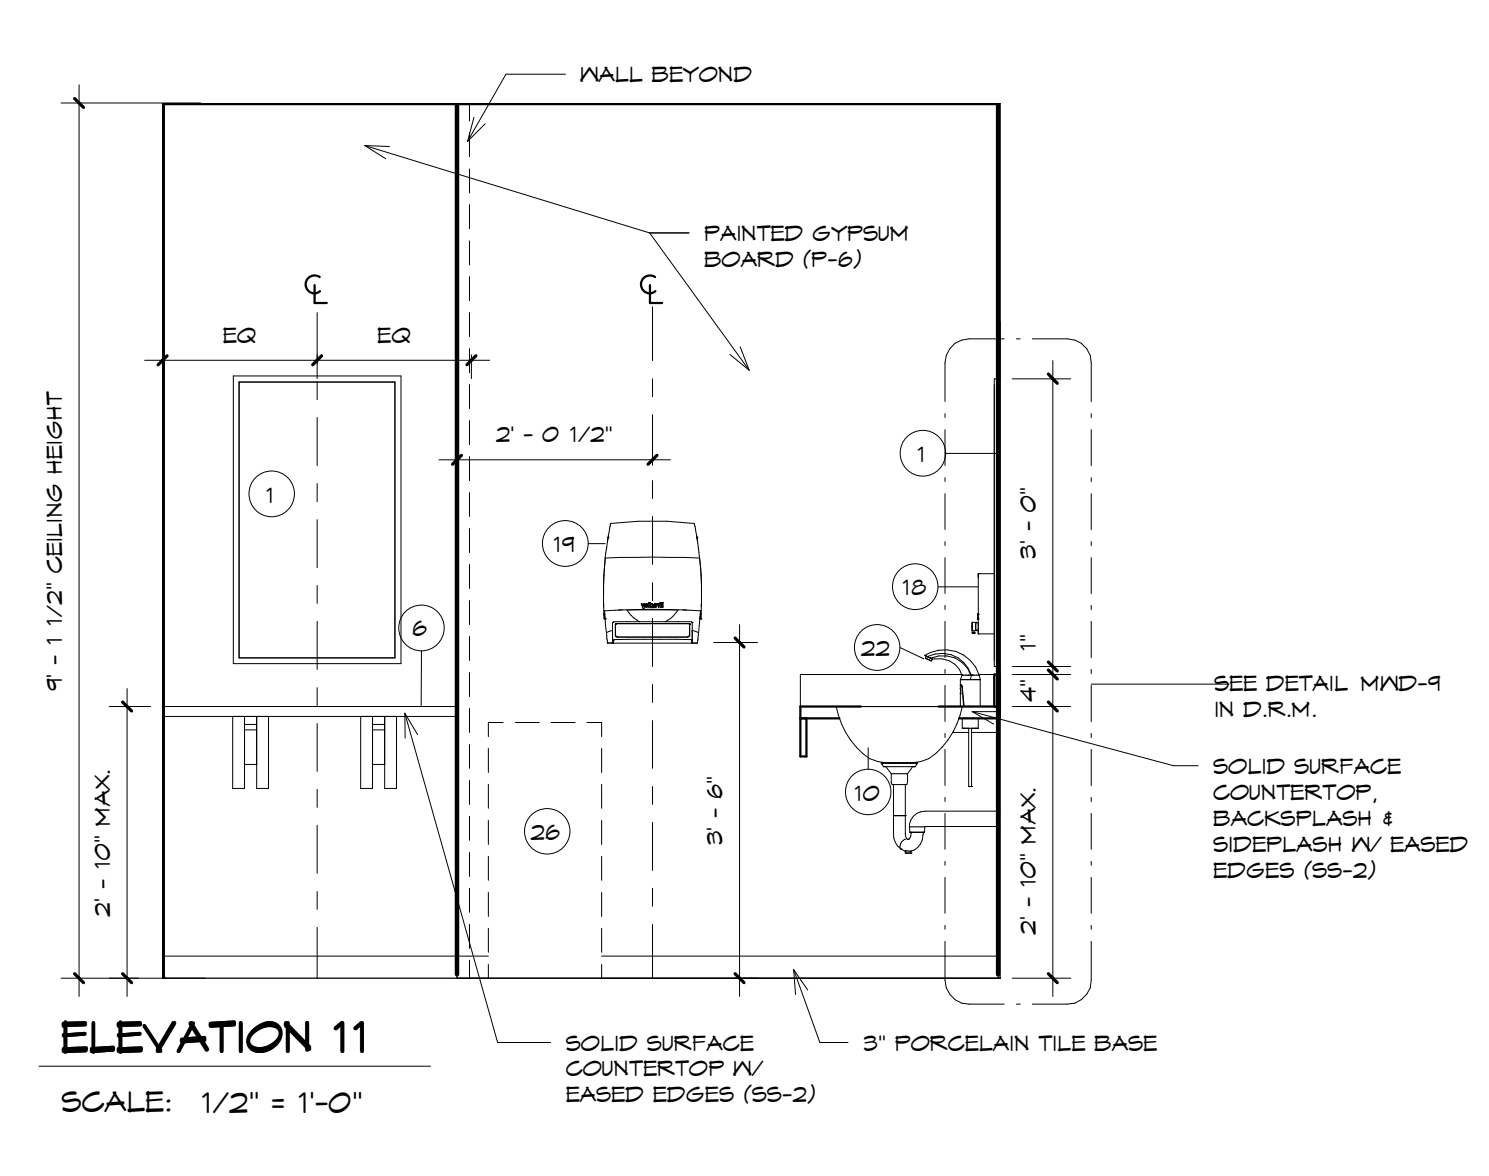 WALL BEYOND
PAINTED GYPSUM
BOARD (P-6)
CL
CL
EQ
EQ
2' - 0 1/2"
9' - 1 1/2" CEILING HEIGHT
1
1
19
18
6
22
3' - 0"
1"
4"
SEE DETAIL MWD-9
IN D.R.M.
SOLID SURFACE
COUNTERTOP,
BACKSPLASH &
SIDEPLASH W/ EASED
EDGES (SS-2)
10
26
3' - 6"
2' - 10" MAX.
2' - 10" MAX.
ELEVATION 11
SCALE: 1/2" = 1'-0"
SOLID SURFACE
COUNTERTOP W/
EASED EDGES (SS-2)
3" PORCELAIN TILE BASE